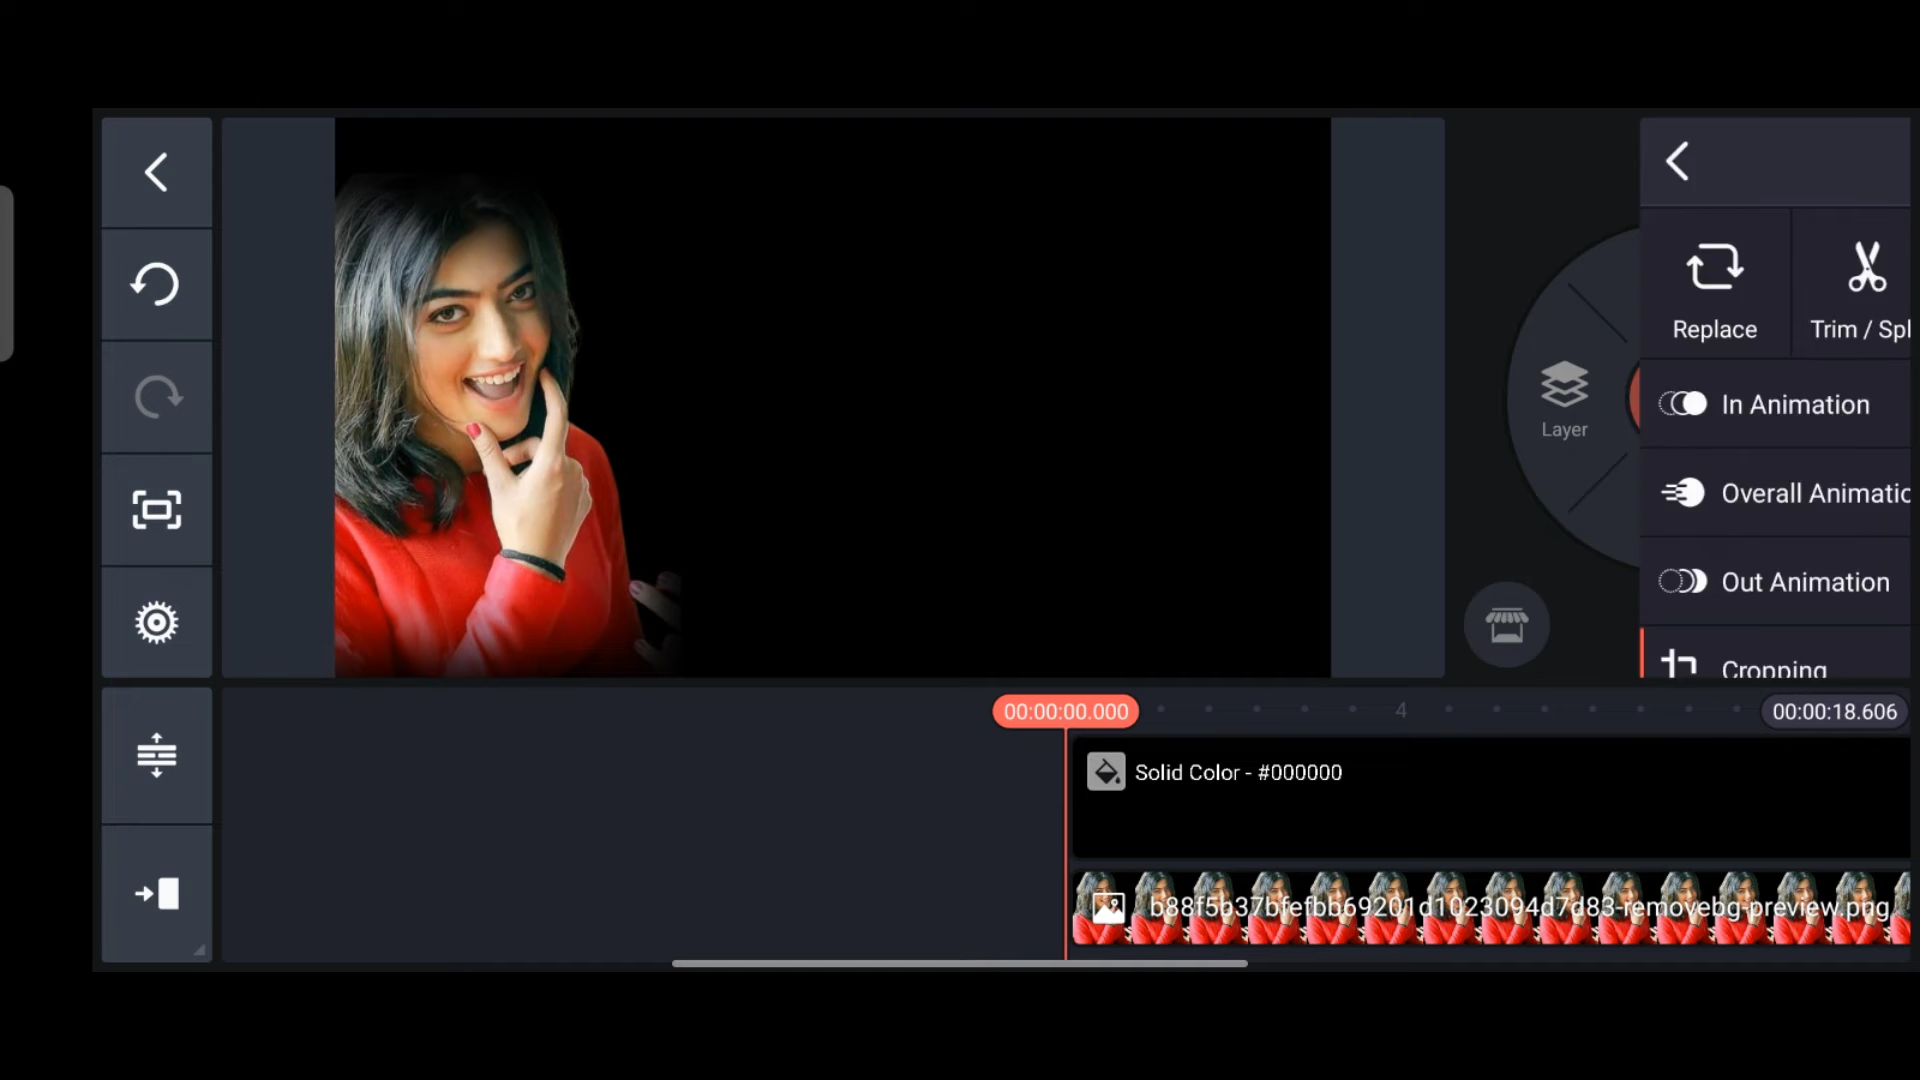 Replace
Trim / Spl
In Animation
Layer
Overall Animatic
Out Animation
Cropping
00:00:00.000
4
00:00:18.606
Solid Color - #000000
b88f5b37bfefbb69201d1023094d7d83-removebg-preview.png